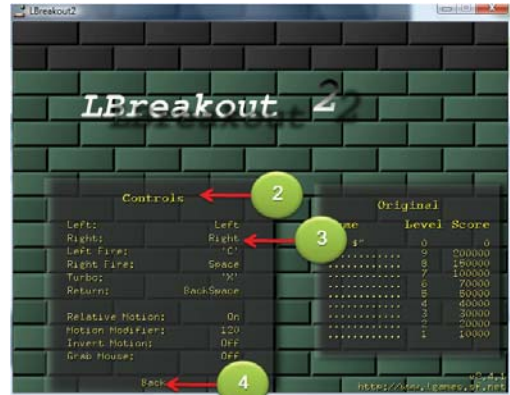 LBreakout2
LBreakout 2
Controls
2
Left: Left
Right: Right
3
Left Fire: 'C'
Right Fire: Space
Turbo: 'X'
Return: BackSpace
Relative Motion: On
Motion Modifier: 120
Invert Motion: Off
Grab Mouse: Off
Back
4
Original
Level Score
0 0
9 200000
8 150000
7 100000
6 70000
5 50000
4 40000
3 30000
2 20000
1 10000
v2.4.1
http://www.lgames.sf.net